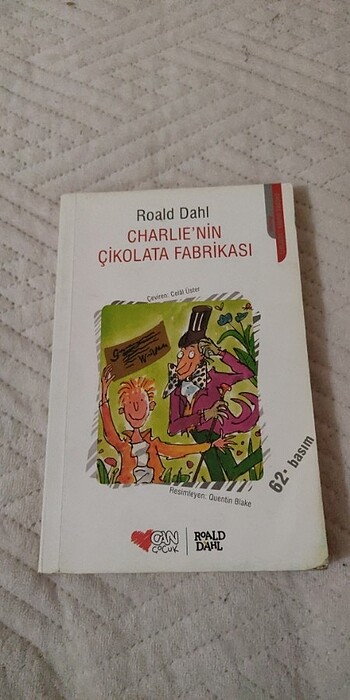 Roald Dahl
CHARLIE'NİN
ÇİKOLATA FABRİKASI
Çeviren: Celâl Üster
Resimleyen: Quentin Blake
62. basım
CAN
ÇOCUK
ROALD
DAHL